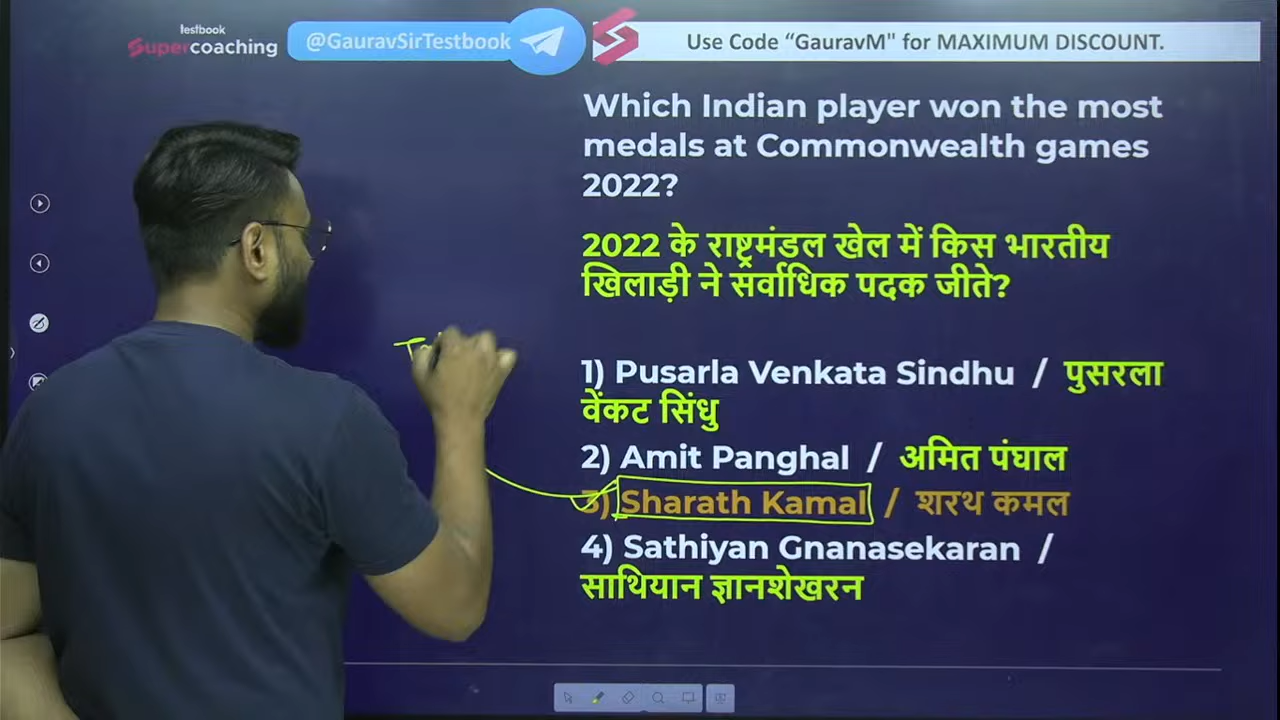 testbook
Supercoaching
@GauravSirTestbook
Use Code “GauravM" for MAXIMUM DISCOUNT.
Which Indian player won the most
medals at Commonwealth games
2022?
2022 के राष्ट्रमंडल खेल में किस भारतीय
खिलाड़ी ने सर्वाधिक पदक जीते?
1) Pusarla Venkata Sindhu / पुसरला
वेंकट सिंधु
2) Amit Panghal / अमित पंघाल
3) Sharath Kamal / शरथ कमल
4) Sathiyan Gnanasekaran /
साथियान ज्ञानशेखरन